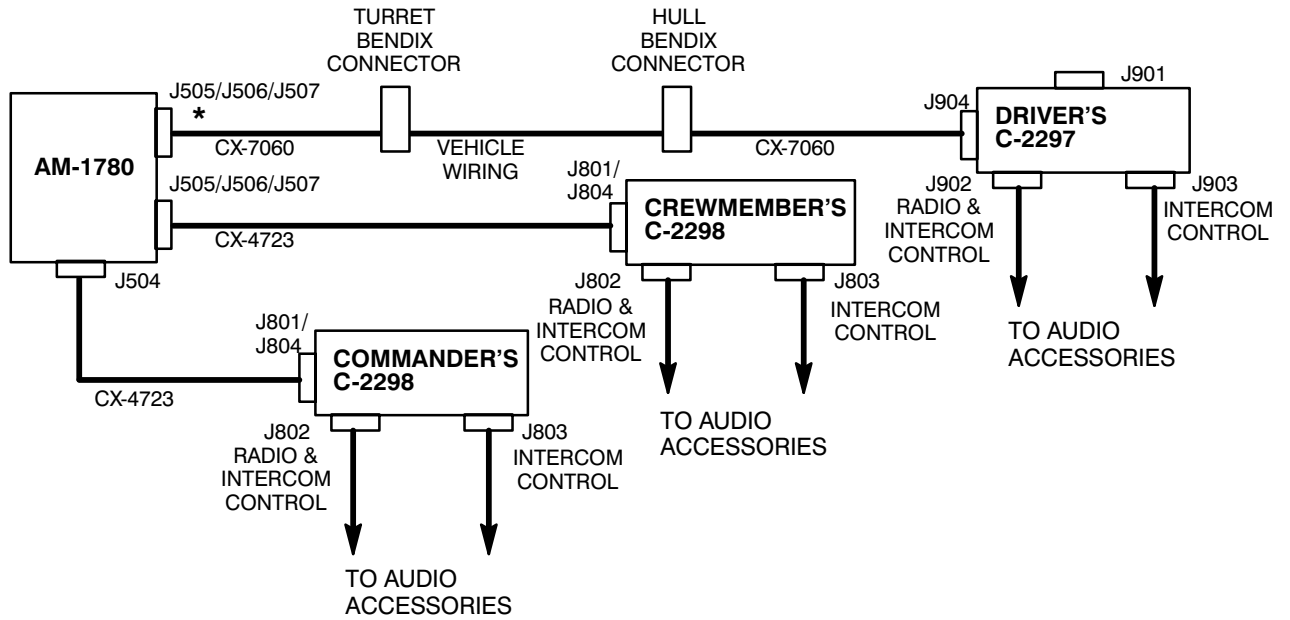 TURRET
BENDIX
CONNECTOR
HULL
BENDIX
CONNECTOR
J505/J506/J507
*
CX-7060
VEHICLE
WIRING
CX-7060
J901
J904
DRIVER'S
C-2297
AM-1780
J505/J506/J507
CX-4723
J801/
J804
CREWMEMBER'S
C-2298
J902
RADIO &
INTERCOM
CONTROL
J903
INTERCOM
CONTROL
TO AUDIO
ACCESSORIES
J504
J802
RADIO &
INTERCOM
CONTROL
J803
INTERCOM
CONTROL
TO AUDIO
ACCESSORIES
CX-4723
J801/
J804
COMMANDER'S
C-2298
J802
RADIO &
INTERCOM
CONTROL
J803
INTERCOM
CONTROL
TO AUDIO
ACCESSORIES